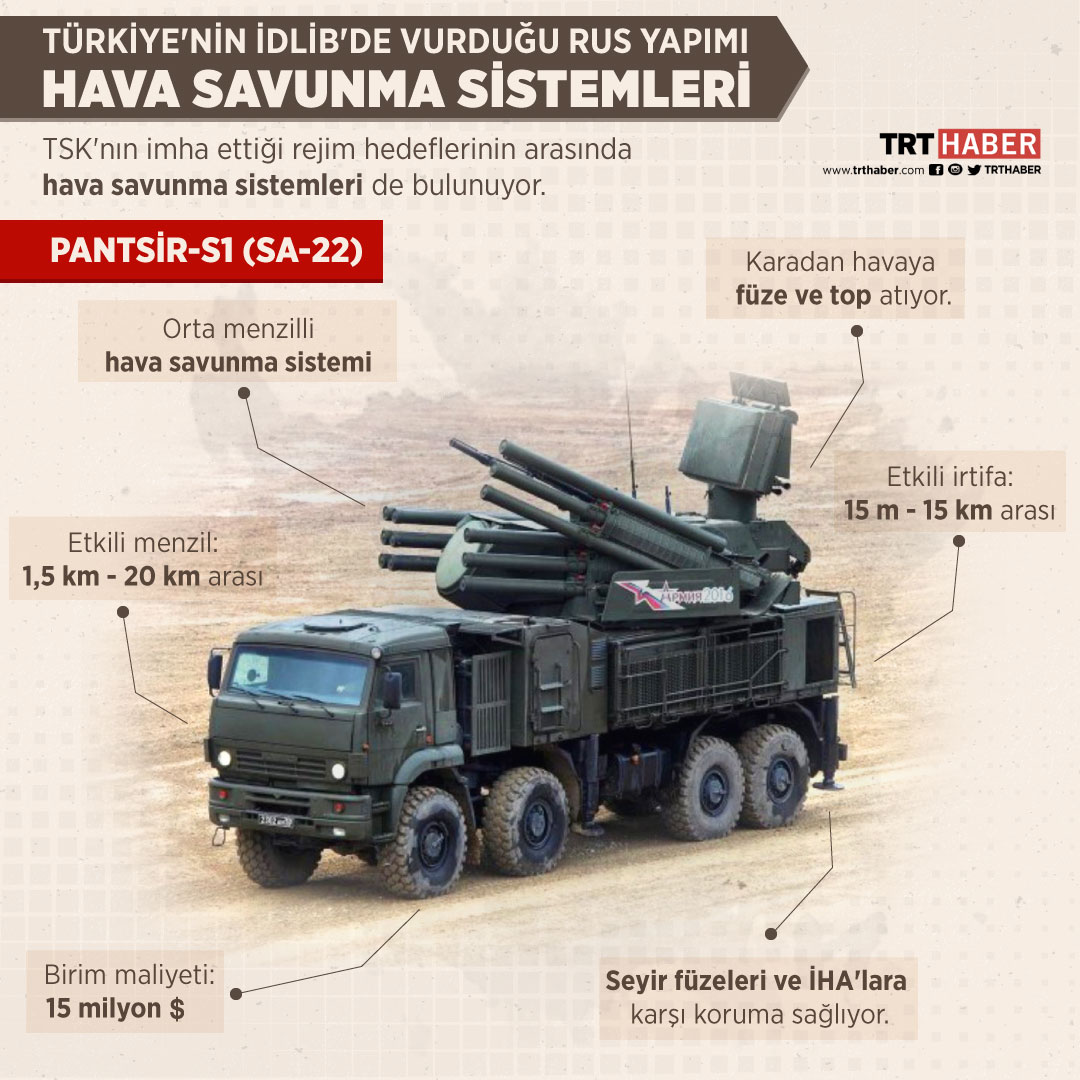 TÜRKİYE'NİN İDLİB'DE VURDUĞU RUS YAPIMI
HAVA SAVUNMA SİSTEMLERİ
TSK'nın imha ettiği rejim hedeflerinin arasında
hava savunma sistemleri de bulunuyor.
TRT HABER
www.trthaber.com TRTHABER
PANTSİR-S1 (SA-22)
Karadan havaya
füze ve top atıyor.
Orta menzilli
hava savunma sistemi
Etkili irtifa:
15 m - 15 km arası
Etkili menzil:
1,5 km - 20 km arası
АРМИЯ2016
Birim maliyeti:
15 milyon $
Seyir füzeleri ve İHA'lara
karşı koruma sağlıyor.